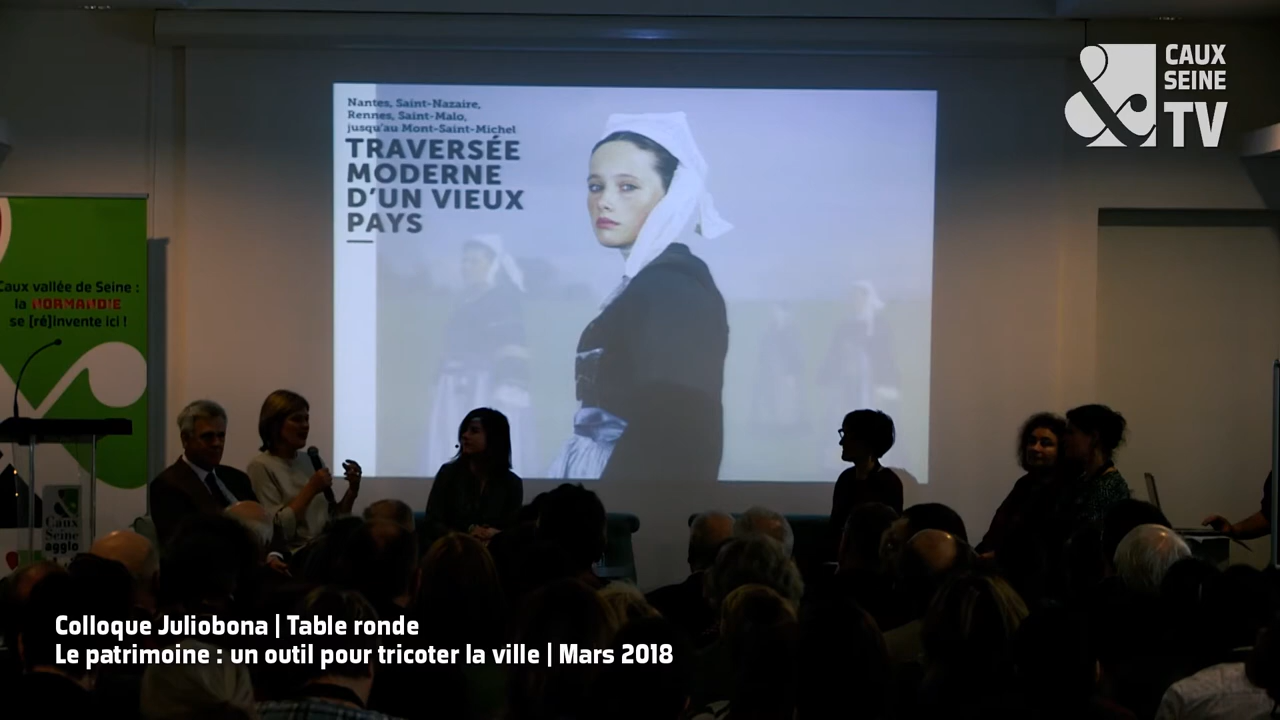 CAUX
SEINE
TV
Nantes, Saint-Nazaire,
Rennes, Saint-Malo,
jusqu'au Mont-Saint-Michel
TRAVERSÉE
MODERNE
D'UN VIEUX
PAYS
Caux vallée de Seine :
la NORMANDIE
se [ré]invente ici !
Caux
Seine
agglo
Colloque Juliobona | Table ronde
Le patrimoine : un outil pour tricoter la ville | Mars 2018